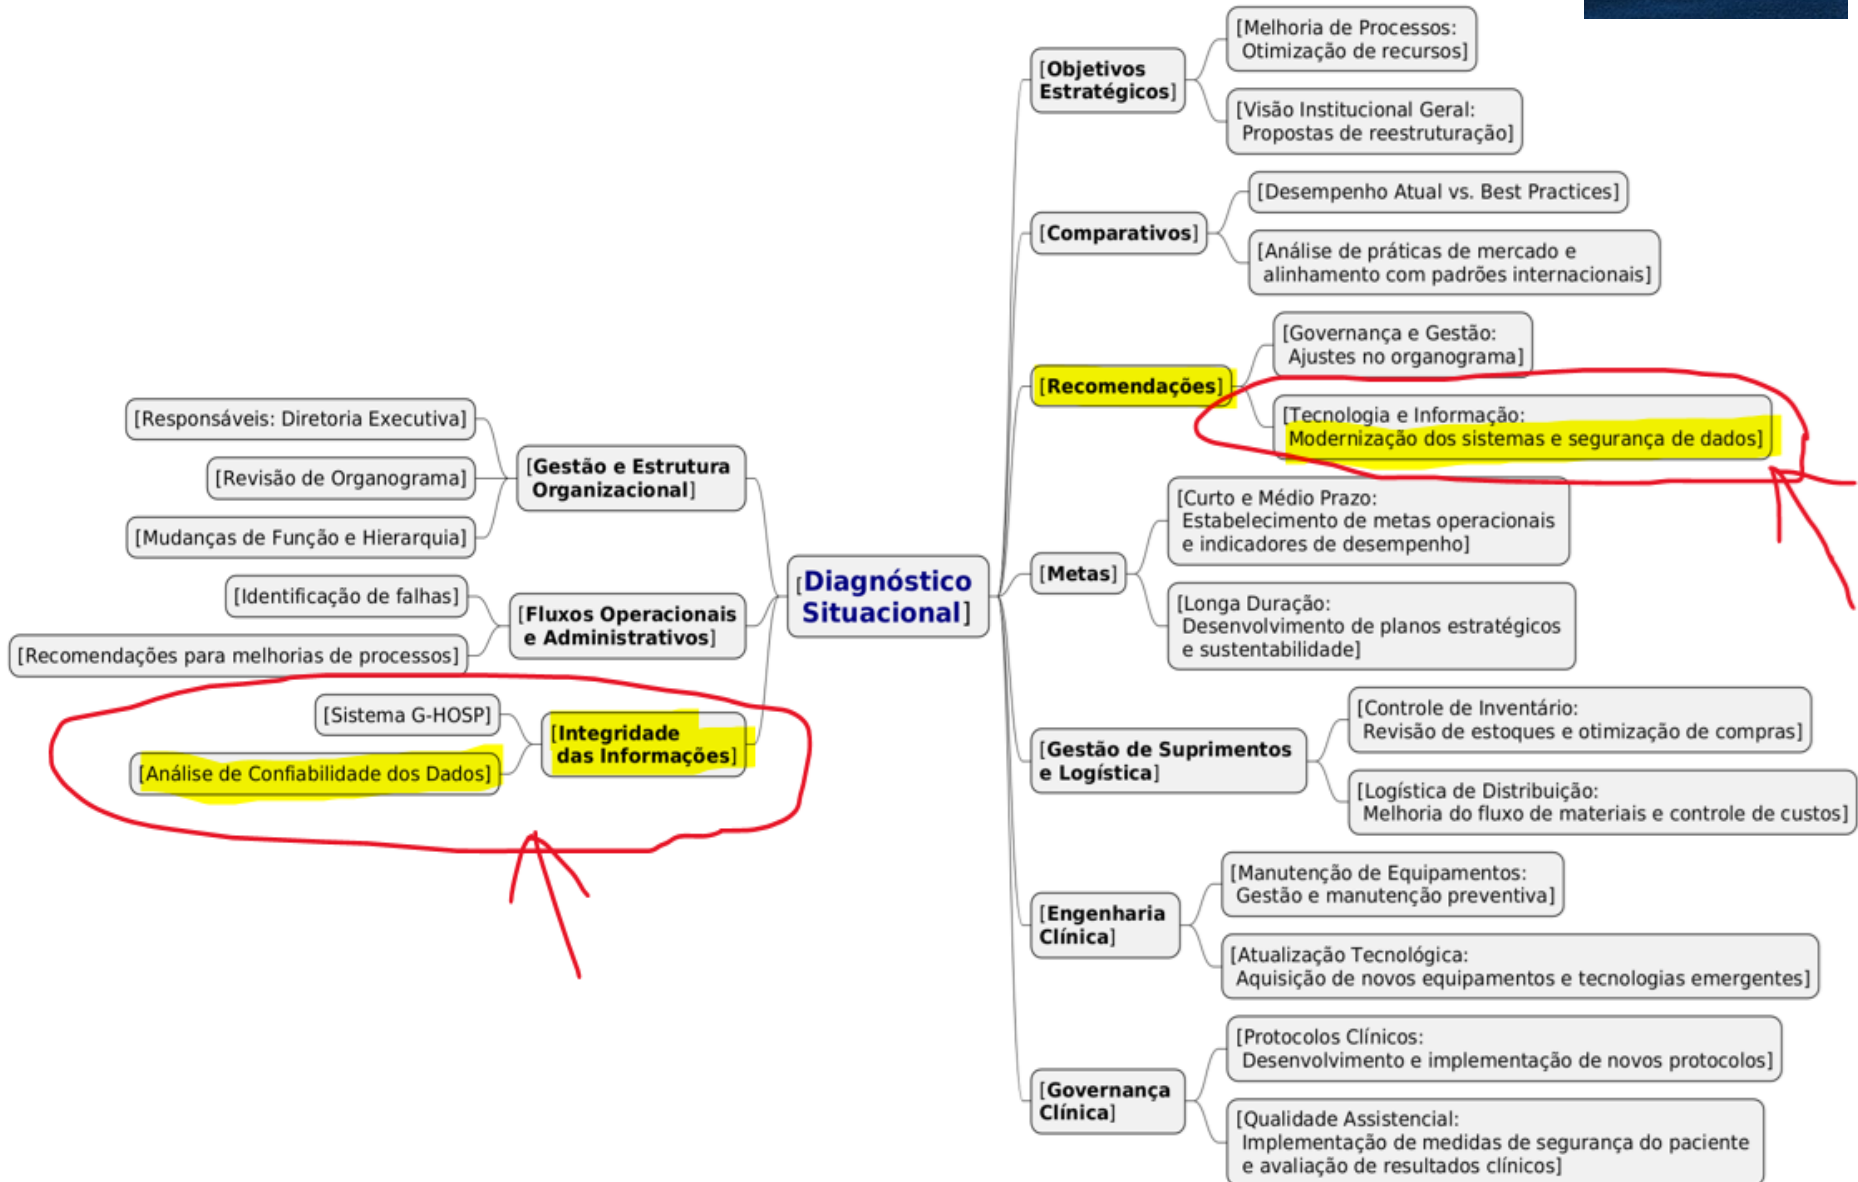 [Diagnóstico
Situacional]
[Gestão e Estrutura
Organizacional]
[Responsáveis: Diretoria Executiva]
[Revisão de Organograma]
[Mudanças de Função e Hierarquia]
[Fluxos Operacionais
e Administrativos]
[Identificação de falhas]
[Recomendações para melhorias de processos]
[Integridade
das Informações]
[Sistema G-HOSP]
[Análise de Confiabilidade dos Dados]
[Objetivos
Estratégicos]
[Melhoria de Processos:
Otimização de recursos]
[Visão Institucional Geral:
Propostas de reestruturação]
[Comparativos]
[Desempenho Atual vs. Best Practices]
[Análise de práticas de mercado e
alinhamento com padrões internacionais]
[Recomendações]
[Governança e Gestão:
Ajustes no organograma]
[Tecnologia e Informação:
Modernização dos sistemas e segurança de dados]
[Metas]
[Curto e Médio Prazo:
Estabelecimento de metas operacionais
e indicadores de desempenho]
[Longa Duração:
Desenvolvimento de planos estratégicos
e sustentabilidade]
[Gestão de Suprimentos
e Logística]
[Controle de Inventário:
Revisão de estoques e otimização de compras]
[Logística de Distribuição:
Melhoria do fluxo de materiais e controle de custos]
[Engenharia
Clínica]
[Manutenção de Equipamentos:
Gestão e manutenção preventiva]
[Atualização Tecnológica:
Aquisição de novos equipamentos e tecnologias emergentes]
[Governança
Clínica]
[Protocolos Clínicos:
Desenvolvimento e implementação de novos protocolos]
[Qualidade Assistencial:
Implementação de medidas de segurança do paciente
e avaliação de resultados clínicos]